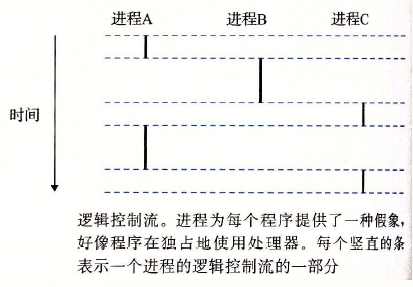 进程A 进程B 进程C
时间
逻辑控制流。进程为每个程序提供了一种假象,
好像程序在独占地使用处理器。每个竖直的条
表示一个进程的逻辑控制流的一部分